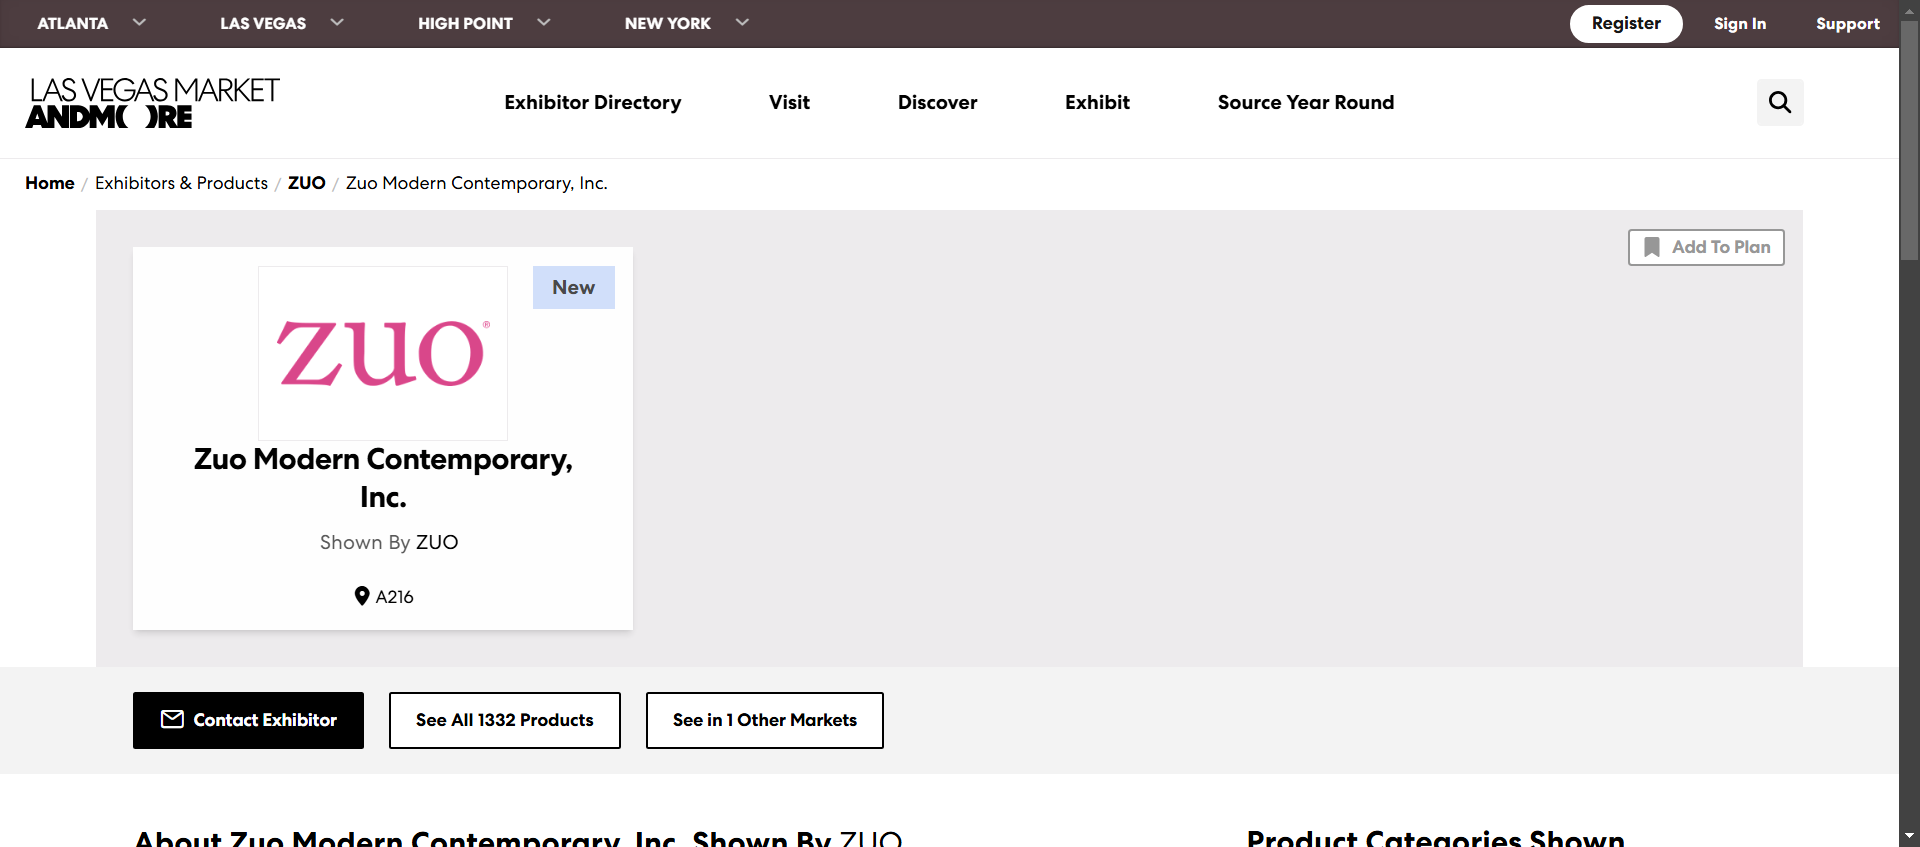 ATLANTA LAS VEGAS HIGH POINT NEW YORK Register Sign In Support
LAS VEGAS MARKET
ANDMORE
Exhibitor Directory Visit Discover Exhibit Source Year Round
Home / Exhibitors & Products / ZUO / Zuo Modern Contemporary, Inc.
Add To Plan
New
zuo®
Zuo Modern Contemporary,
Inc.
Shown By ZUO
A216
Contact Exhibitor See All 1332 Products See in 1 Other Markets
About Zuo Modern Contemporary, Inc. Shown By ZUO
Product Categories Shown